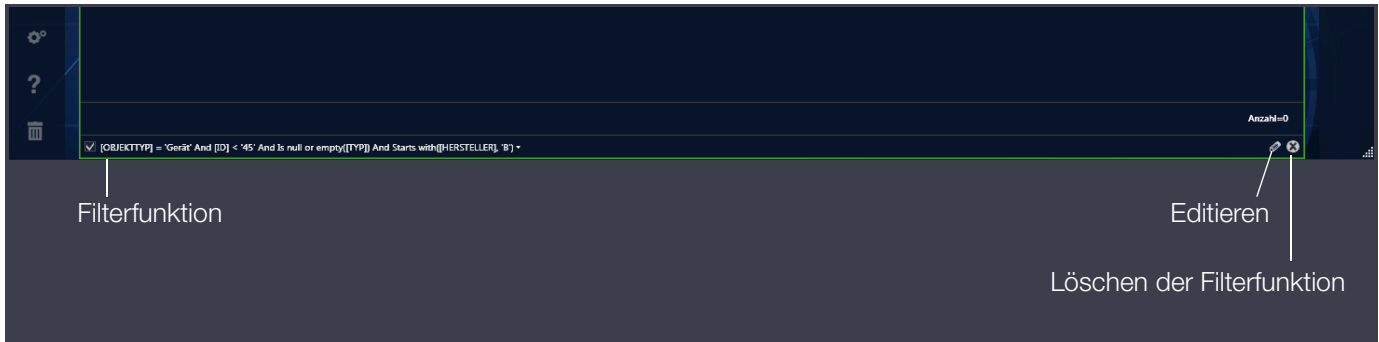 ?
Anzahl=0
[OBJEKTTYP] = 'Gerät' And [ID] < '45' And Is null or empty([TYP]) And Starts with([HERSTELLER], 'B')
Filterfunktion
Editieren
Löschen der Filterfunktion